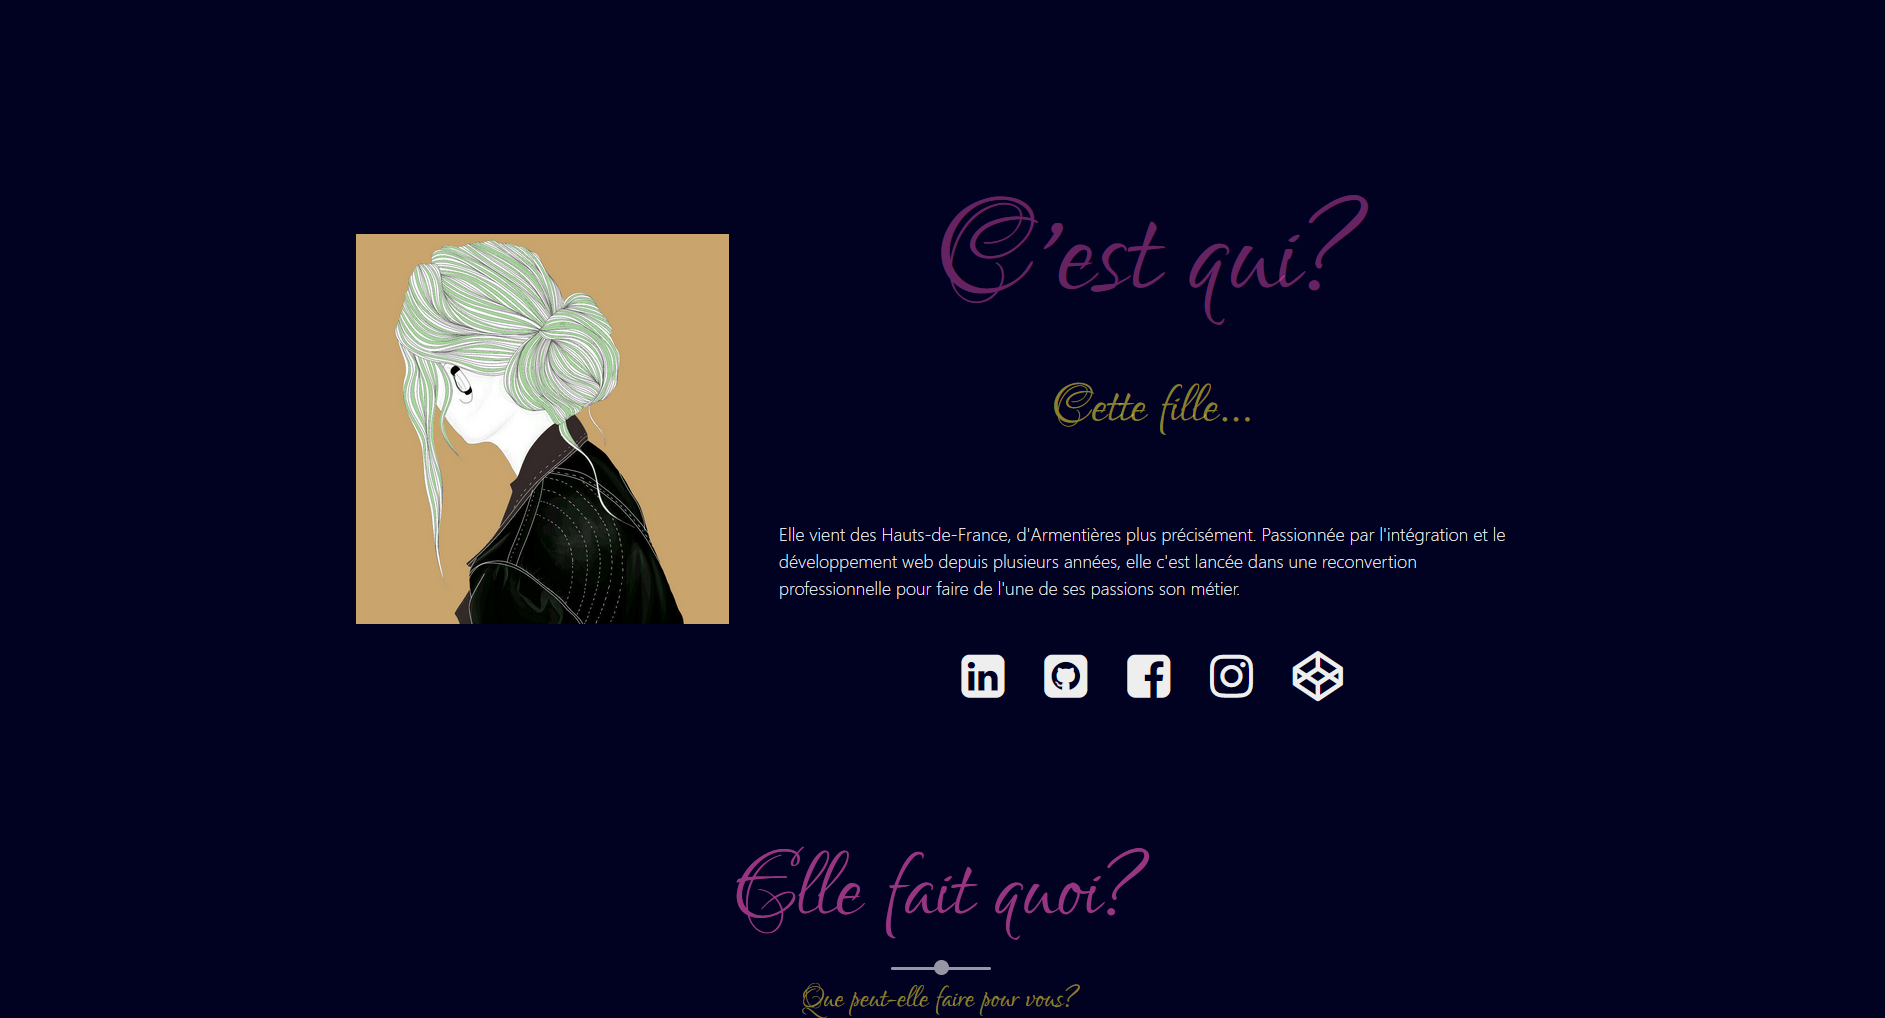 C'est qui?
Cette fille...
Elle vient des Hauts-de-France, d'Armentières plus précisément. Passionnée par l'intégration et le
développement web depuis plusieurs années, elle c'est lancée dans une reconvertion
professionnelle pour faire de l'une de ses passions son métier.
in
f
Elle fait quoi?
Que peut-elle faire pour vous?